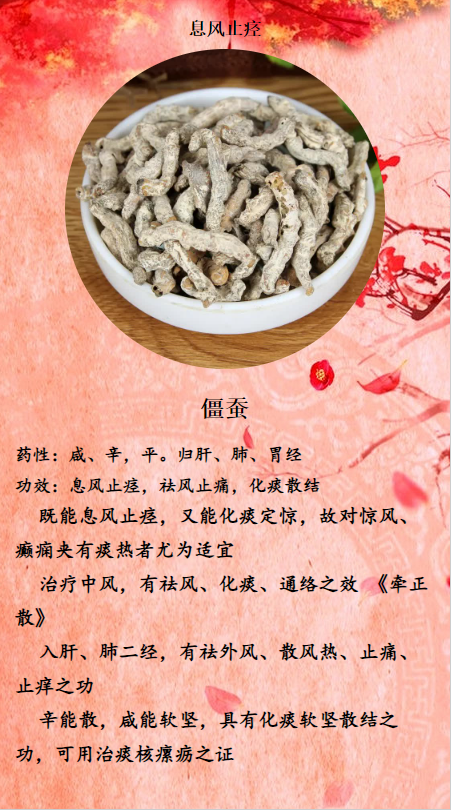 息风止痉
僵蚕
药性：咸、辛，平。归肝、肺、胃经
功效：息风止痉，祛风止痛，化痰散结
既能息风止痉，又能化痰定惊，故对惊风、
癫痫夹有痰热者尤为适宜
治疗中风，有祛风、化痰、通络之效 《牵正
散》
入肝、肺二经，有祛外风、散风热、止痛、
止痒之功
辛能散，咸能软坚，具有化痰软坚散结之
功，可用治痰核瘰疬之证